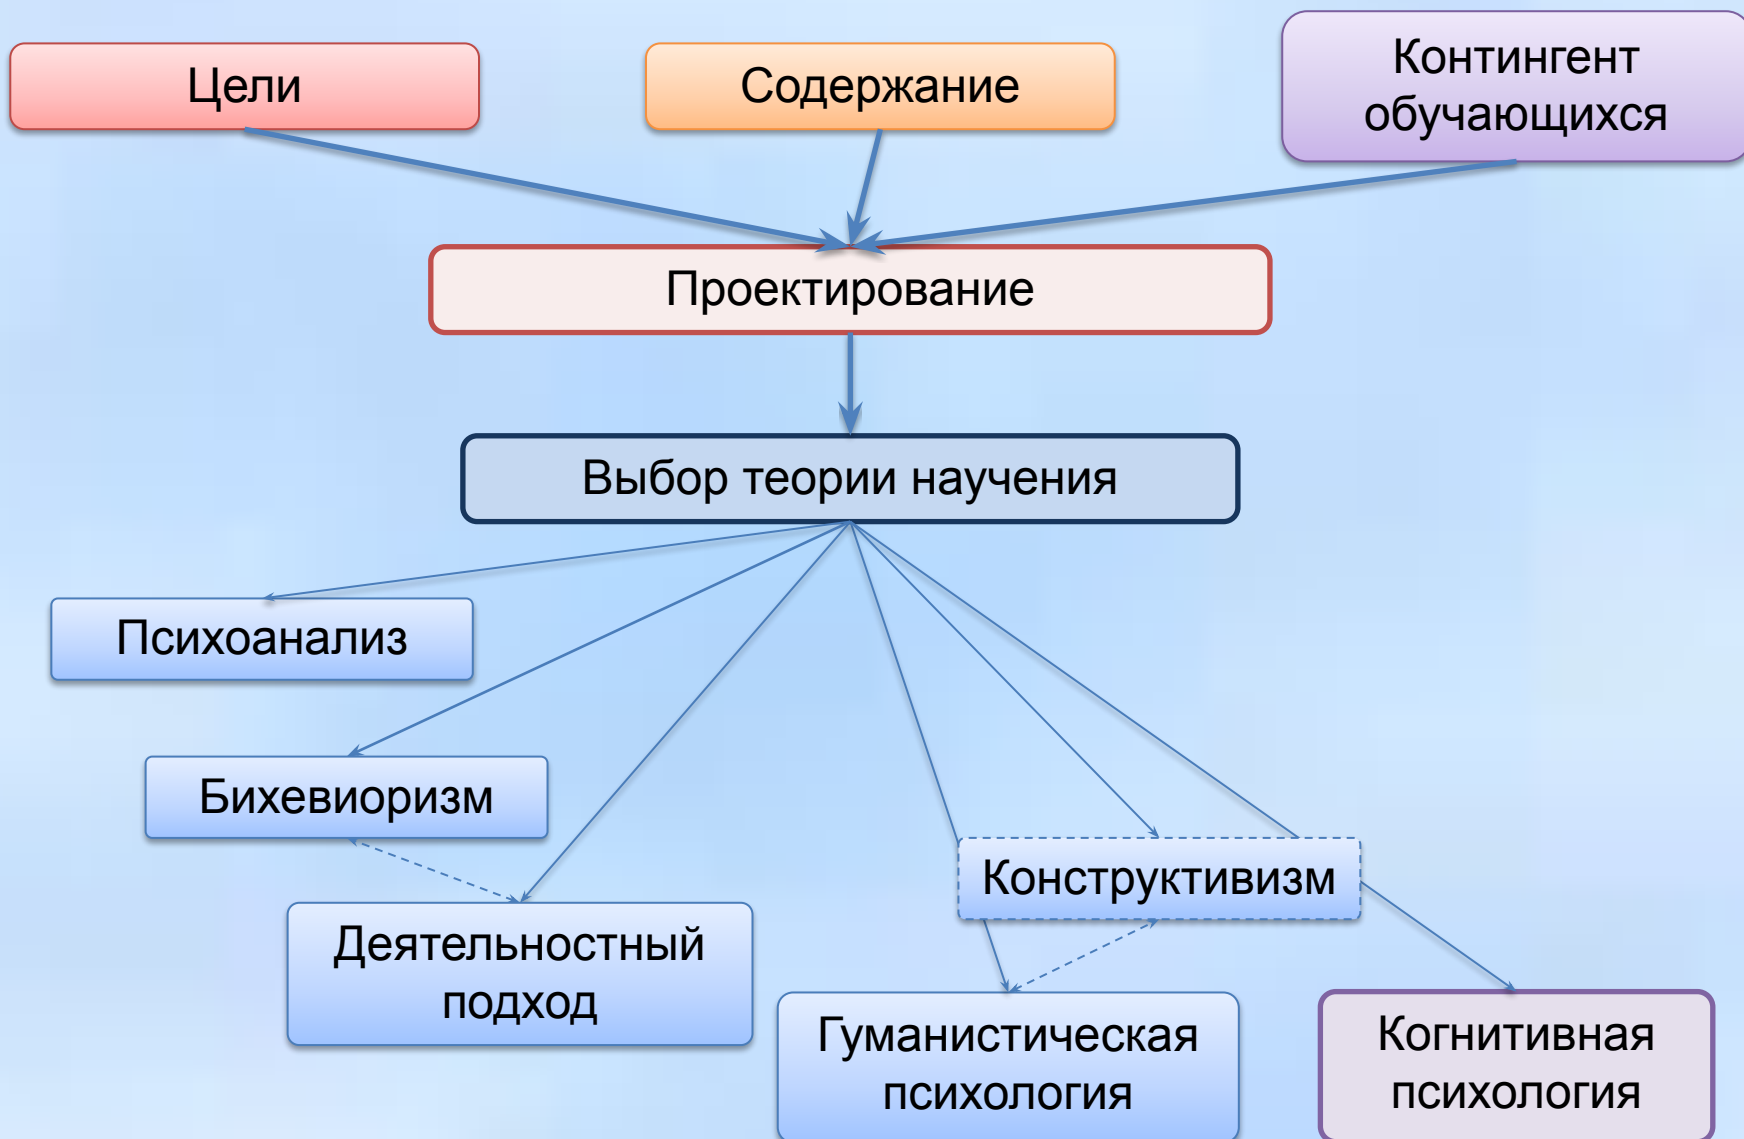 Цели
Содержание
Контингент
обучающихся
Проектирование
Выбор теории научения
Психоанализ
Бихевиоризм
Конструктивизм
Деятельностный
подход
Гуманистическая
психология
Когнитивная
психология